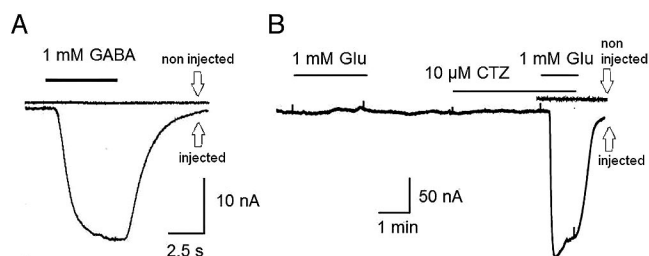 A
1 mM GABA
non injected
injected
10 nA
2.5 s
B
1 mM Glu
10 µM CTZ
1 mM Glu
non
injected
injected
50 nA
1 min